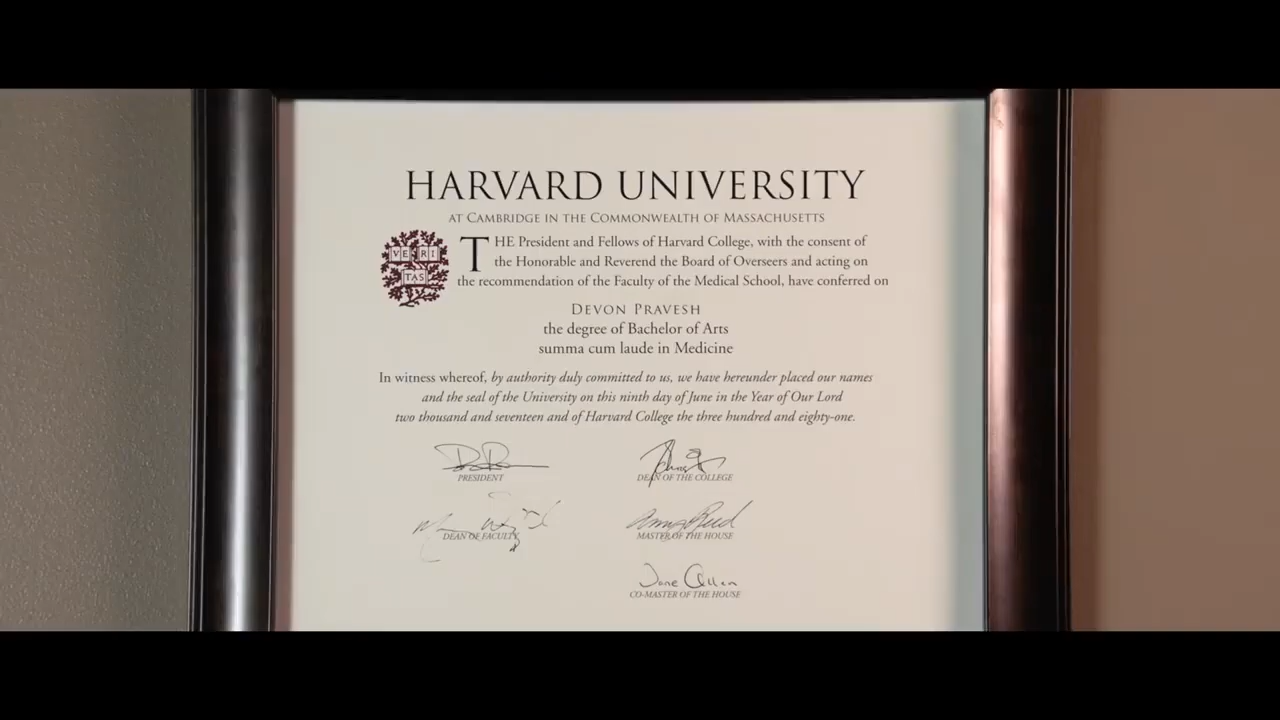 HARVARD UNIVERSITY
AT CAMBRIDGE IN THE COMMONWEALTH OF MASSACHUSETTS
VE RI
TAS
THE President and Fellows of Harvard College, with the consent of
the Honorable and Reverend the Board of Overseers and acting on
the recommendation of the Faculty of the Medical School, have conferred on
DEVON PRAVESH
the degree of Bachelor of Arts
summa cum laude in Medicine
In witness whereof, by authority duly committed to us, we have hereunder placed our names
and the seal of the University on this ninth day of June in the Year of Our Lord
two thousand and seventeen and of Harvard College the three hundred and eighty-one.
PRESIDENT
DEAN OF THE COLLEGE
DEAN OF FACULTY
Amy Reed
MASTER OF THE HOUSE
Jane Allen
CO-MASTER OF THE HOUSE